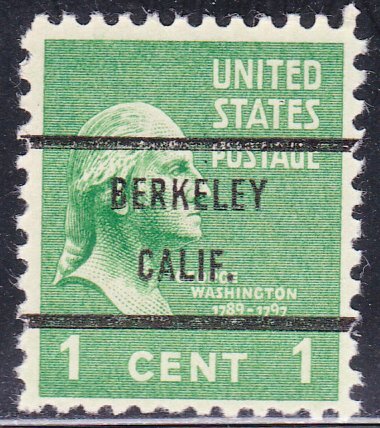 UNITED
STATES
POSTAGE
BERKELEY
CALIF.
WASHINGTON
1789-1797
1 CENT 1